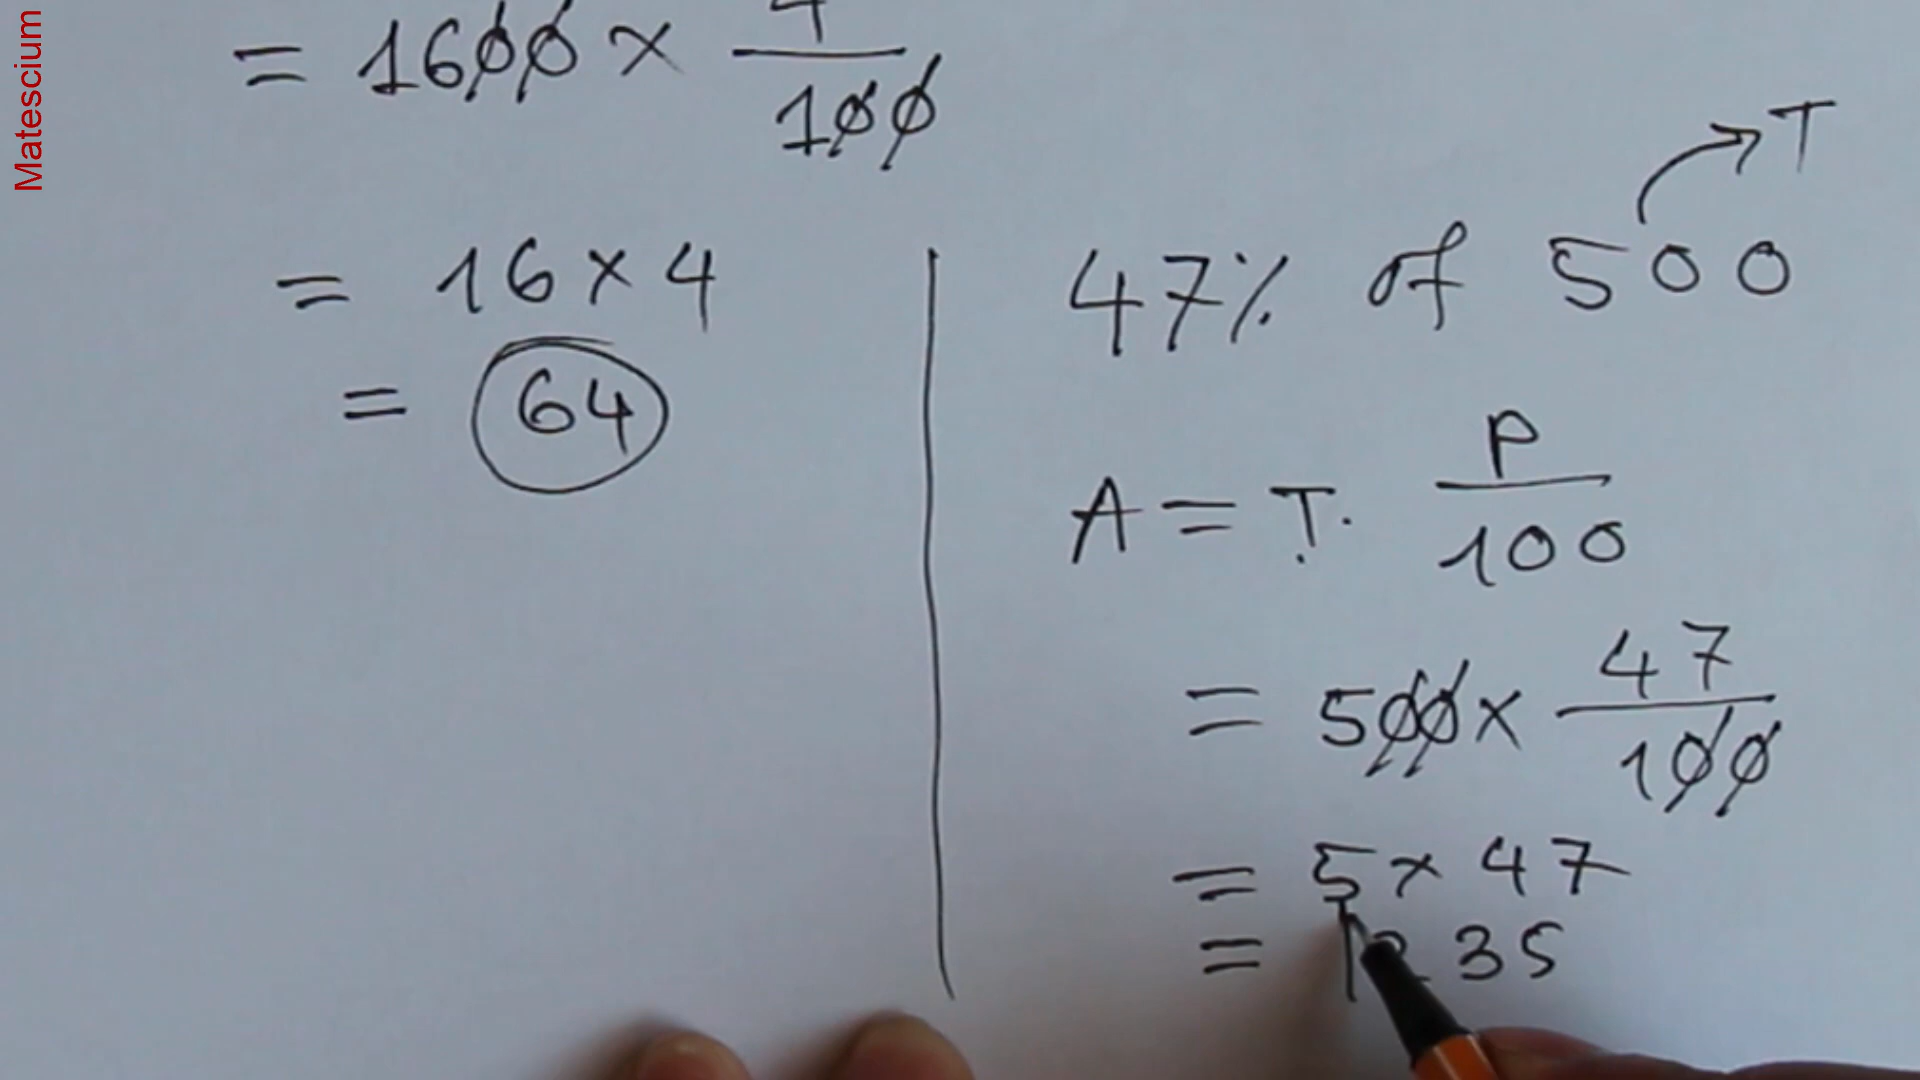 Matescium
= 1600 × 4/100
= 16 × 4
= 64
47% of 500 → T
A = T. P/100
= 500 × 47/100
= 5 × 47
= 235